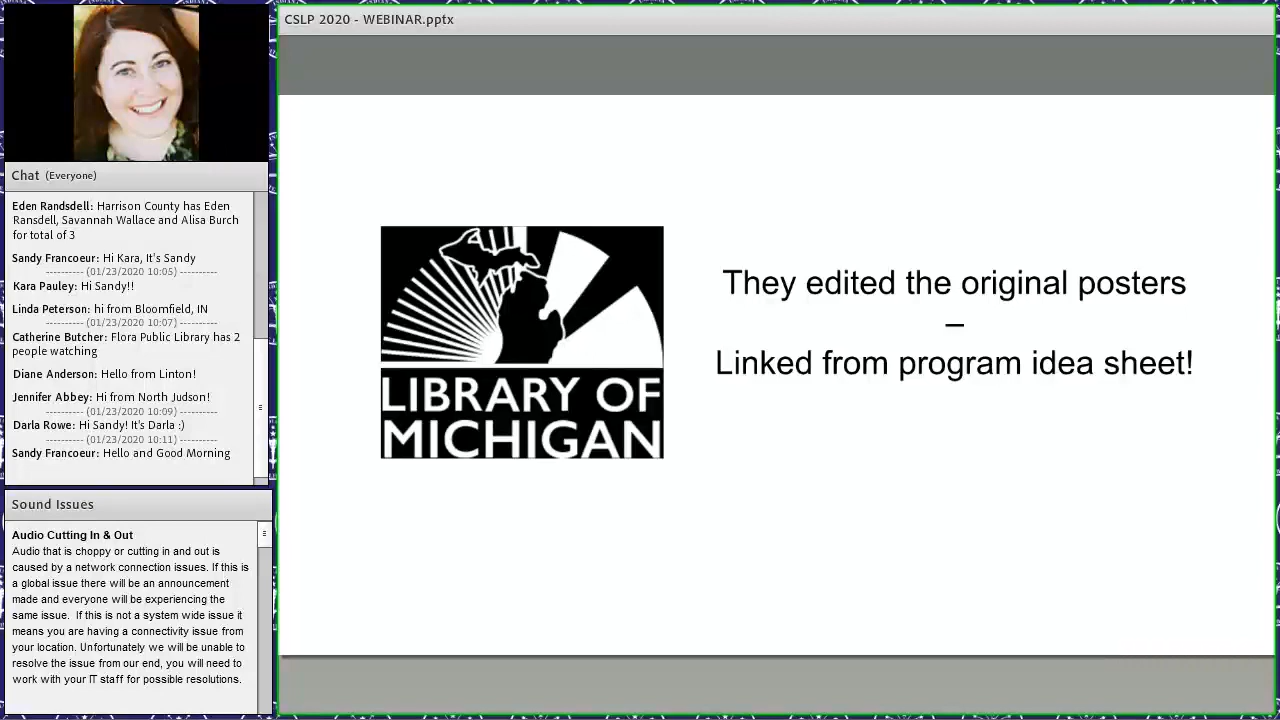 CSLP 2020 - WEBINAR.pptx
Chat (Everyone)
Eden Randsdell: Harrison County has Eden
Ransdell, Savannah Wallace and Alisa Burch
for total of 3
Sandy Francoeur: Hi Kara, It's Sandy
---------- (01/23/2020 10:05) ----------
Kara Pauley: Hi Sandy!!
Linda Peterson: hi from Bloomfield, IN
---------- (01/23/2020 10:07) ----------
Catherine Butcher: Flora Public Library has 2
people watching
Diane Anderson: Hello from Linton!
Jennifer Abbey: Hi from North Judson!
---------- (01/23/2020 10:09) ----------
Darla Rowe: Hi Sandy! It's Darla :)
---------- (01/23/2020 10:11) ----------
Sandy Francoeur: Hello and Good Morning
Sound Issues
Audio Cutting In & Out
Audio that is choppy or cutting in and out is
caused by a network connection issues. If this is
a global issue there will be an announcement
made and everyone will be experiencing the
same issue.  If this is not a system wide issue it
means you are having a connectivity issue from
your location. Unfortunately we will be unable to
resolve the issue from our end, you will need to
work with your IT staff for possible resolutions.
LIBRARY OF
MICHIGAN
They edited the original posters
–
Linked from program idea sheet!